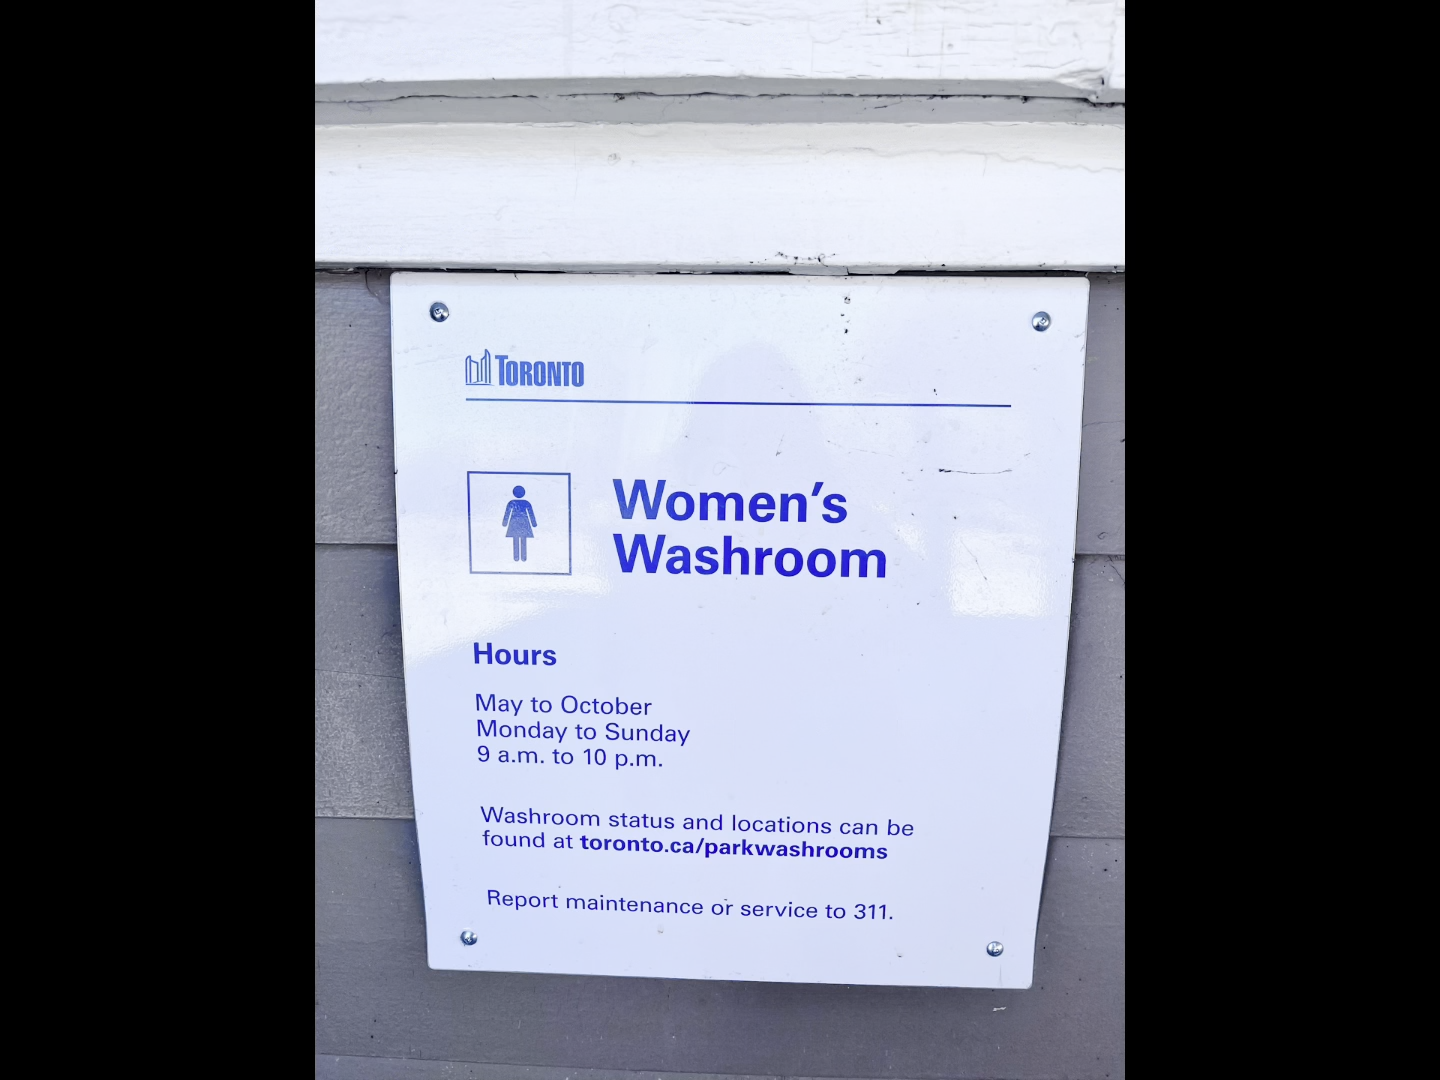 TORONTO
Women's
Washroom
Hours
May to October
Monday to Sunday
9 a.m. to 10 p.m.
Washroom status and locations can be
found at toronto.ca/parkwashrooms
Report maintenance or service to 311.